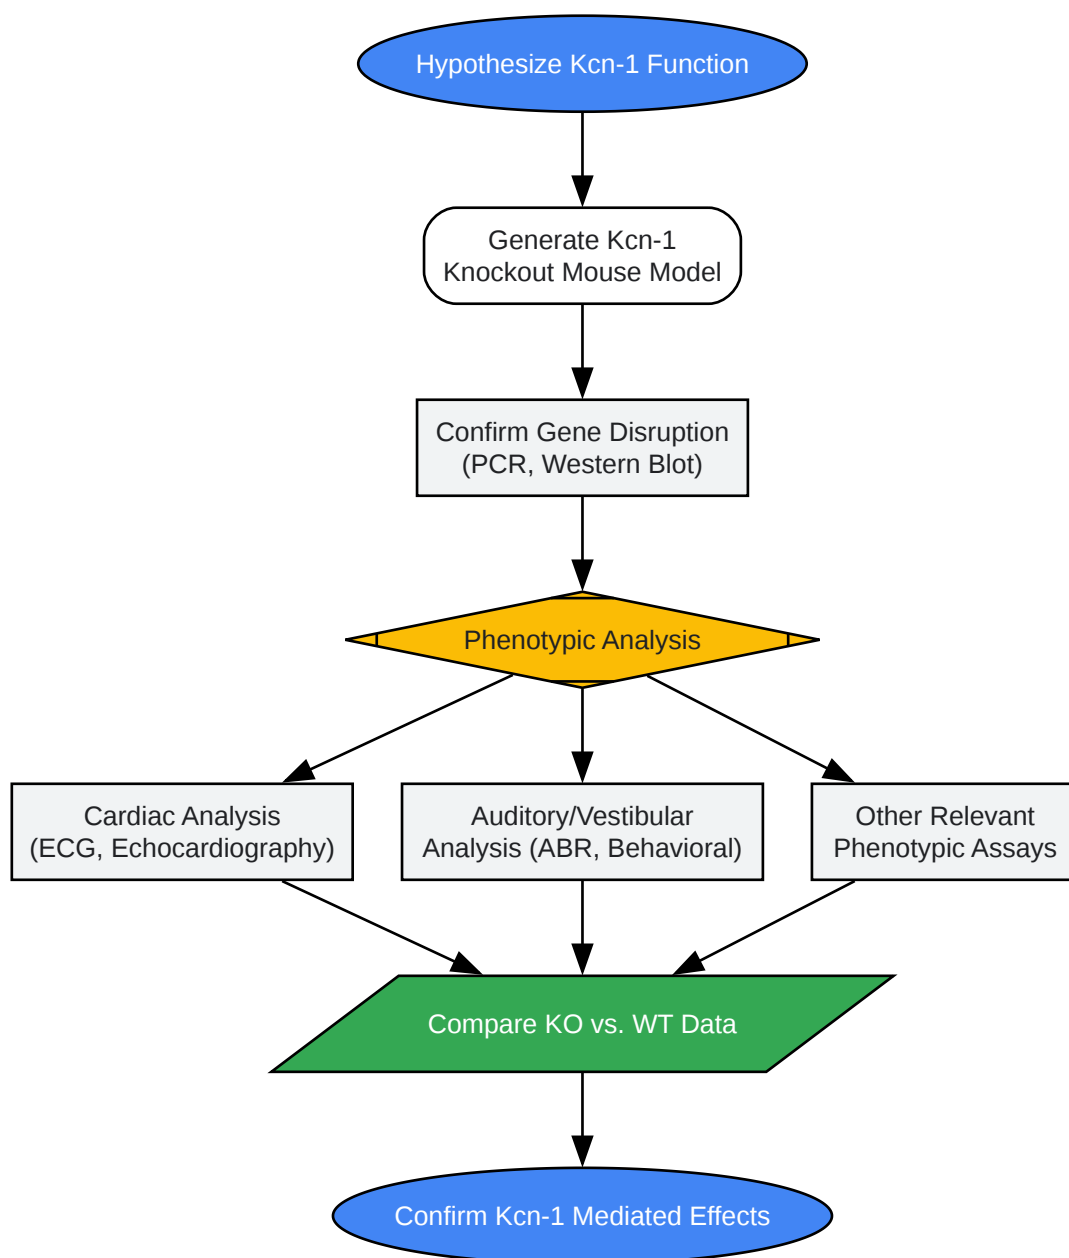 Hypothesize Kcn-1 Function
Generate Kcn-1
Knockout Mouse Model
Confirm Gene Disruption
(PCR, Western Blot)
Phenotypic Analysis
Cardiac Analysis
(ECG, Echocardiography)
Auditory/Vestibular
Analysis (ABR, Behavioral)
Other Relevant
Phenotypic Assays
Compare KO vs. WT Data
Confirm Kcn-1 Mediated Effects